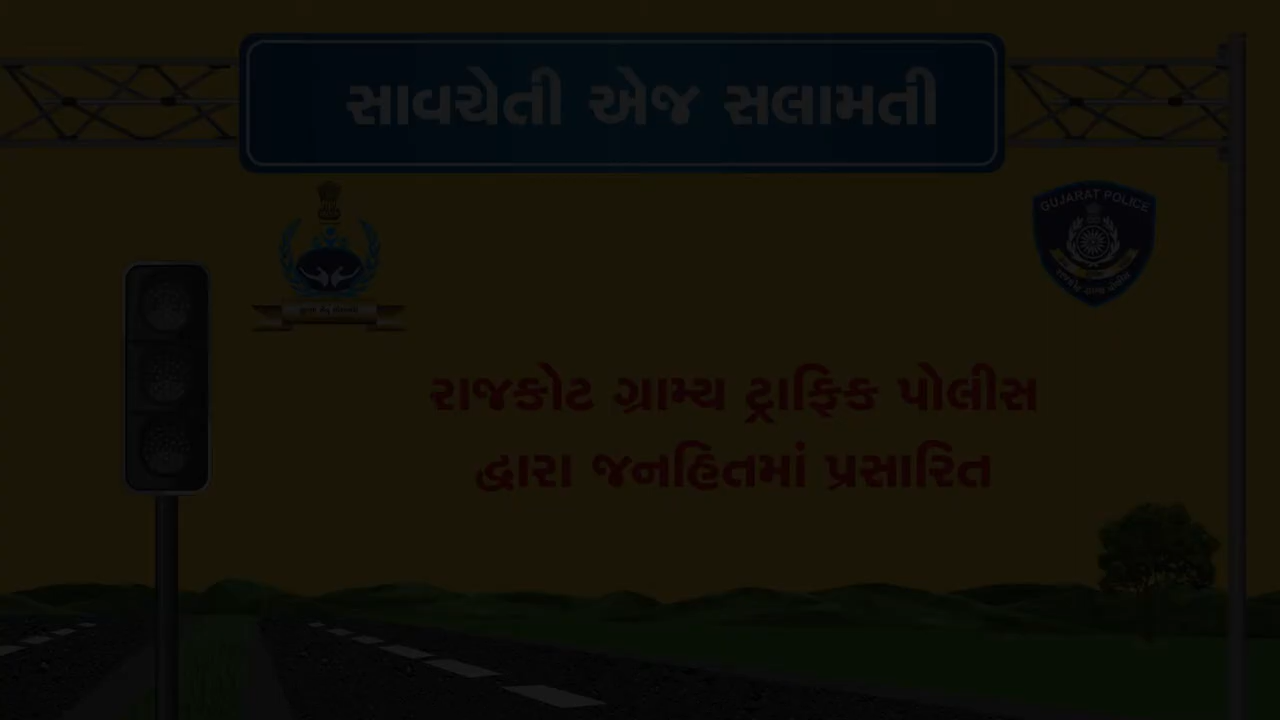 સાવચેતી એજ સલામતી
GUJARAT POLICE
રાજકોટ ગ્રામ્ય ટ્રાફિક પોલીસ
દ્વારા જનહિતમાં પ્રસારિત